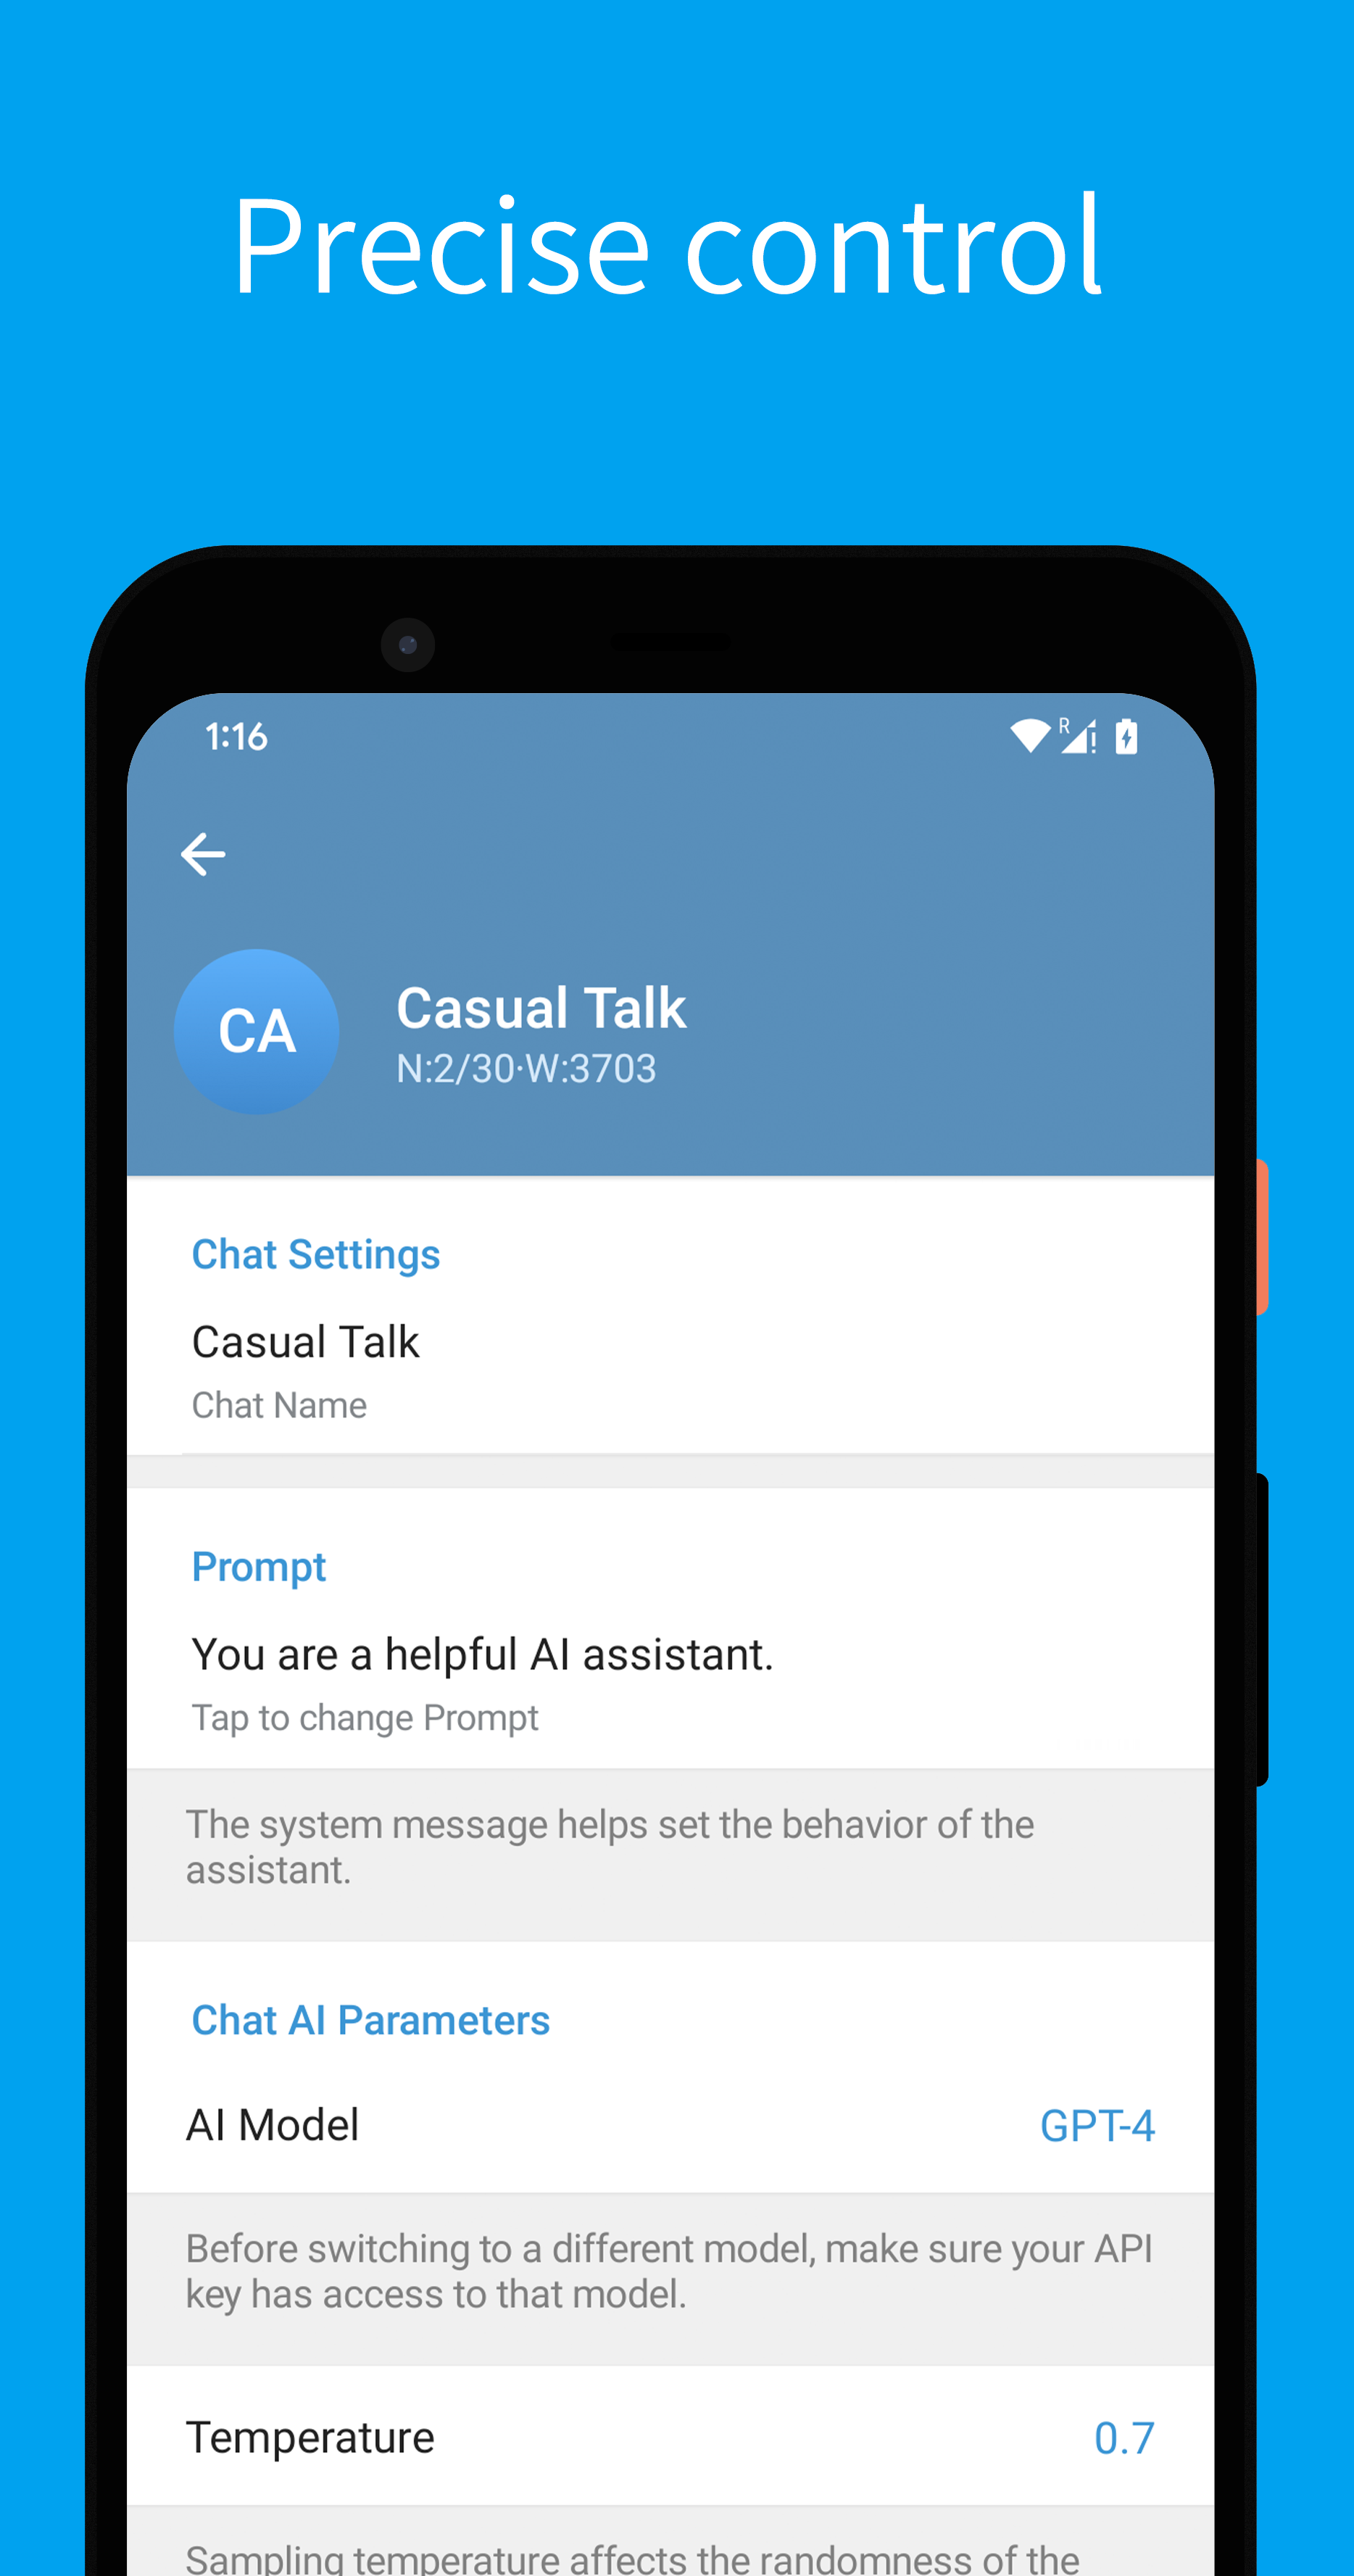 Precise control
1:16
R
CA
Casual Talk
N:2/30·W:3703
Chat Settings
Casual Talk
Chat Name
Prompt
You are a helpful AI assistant.
Tap to change Prompt
The system message helps set the behavior of the
assistant.
Chat AI Parameters
AI Model
GPT-4
Before switching to a different model, make sure your API
key has access to that model.
Temperature
0.7
Sampling temperature affects the randomness of the